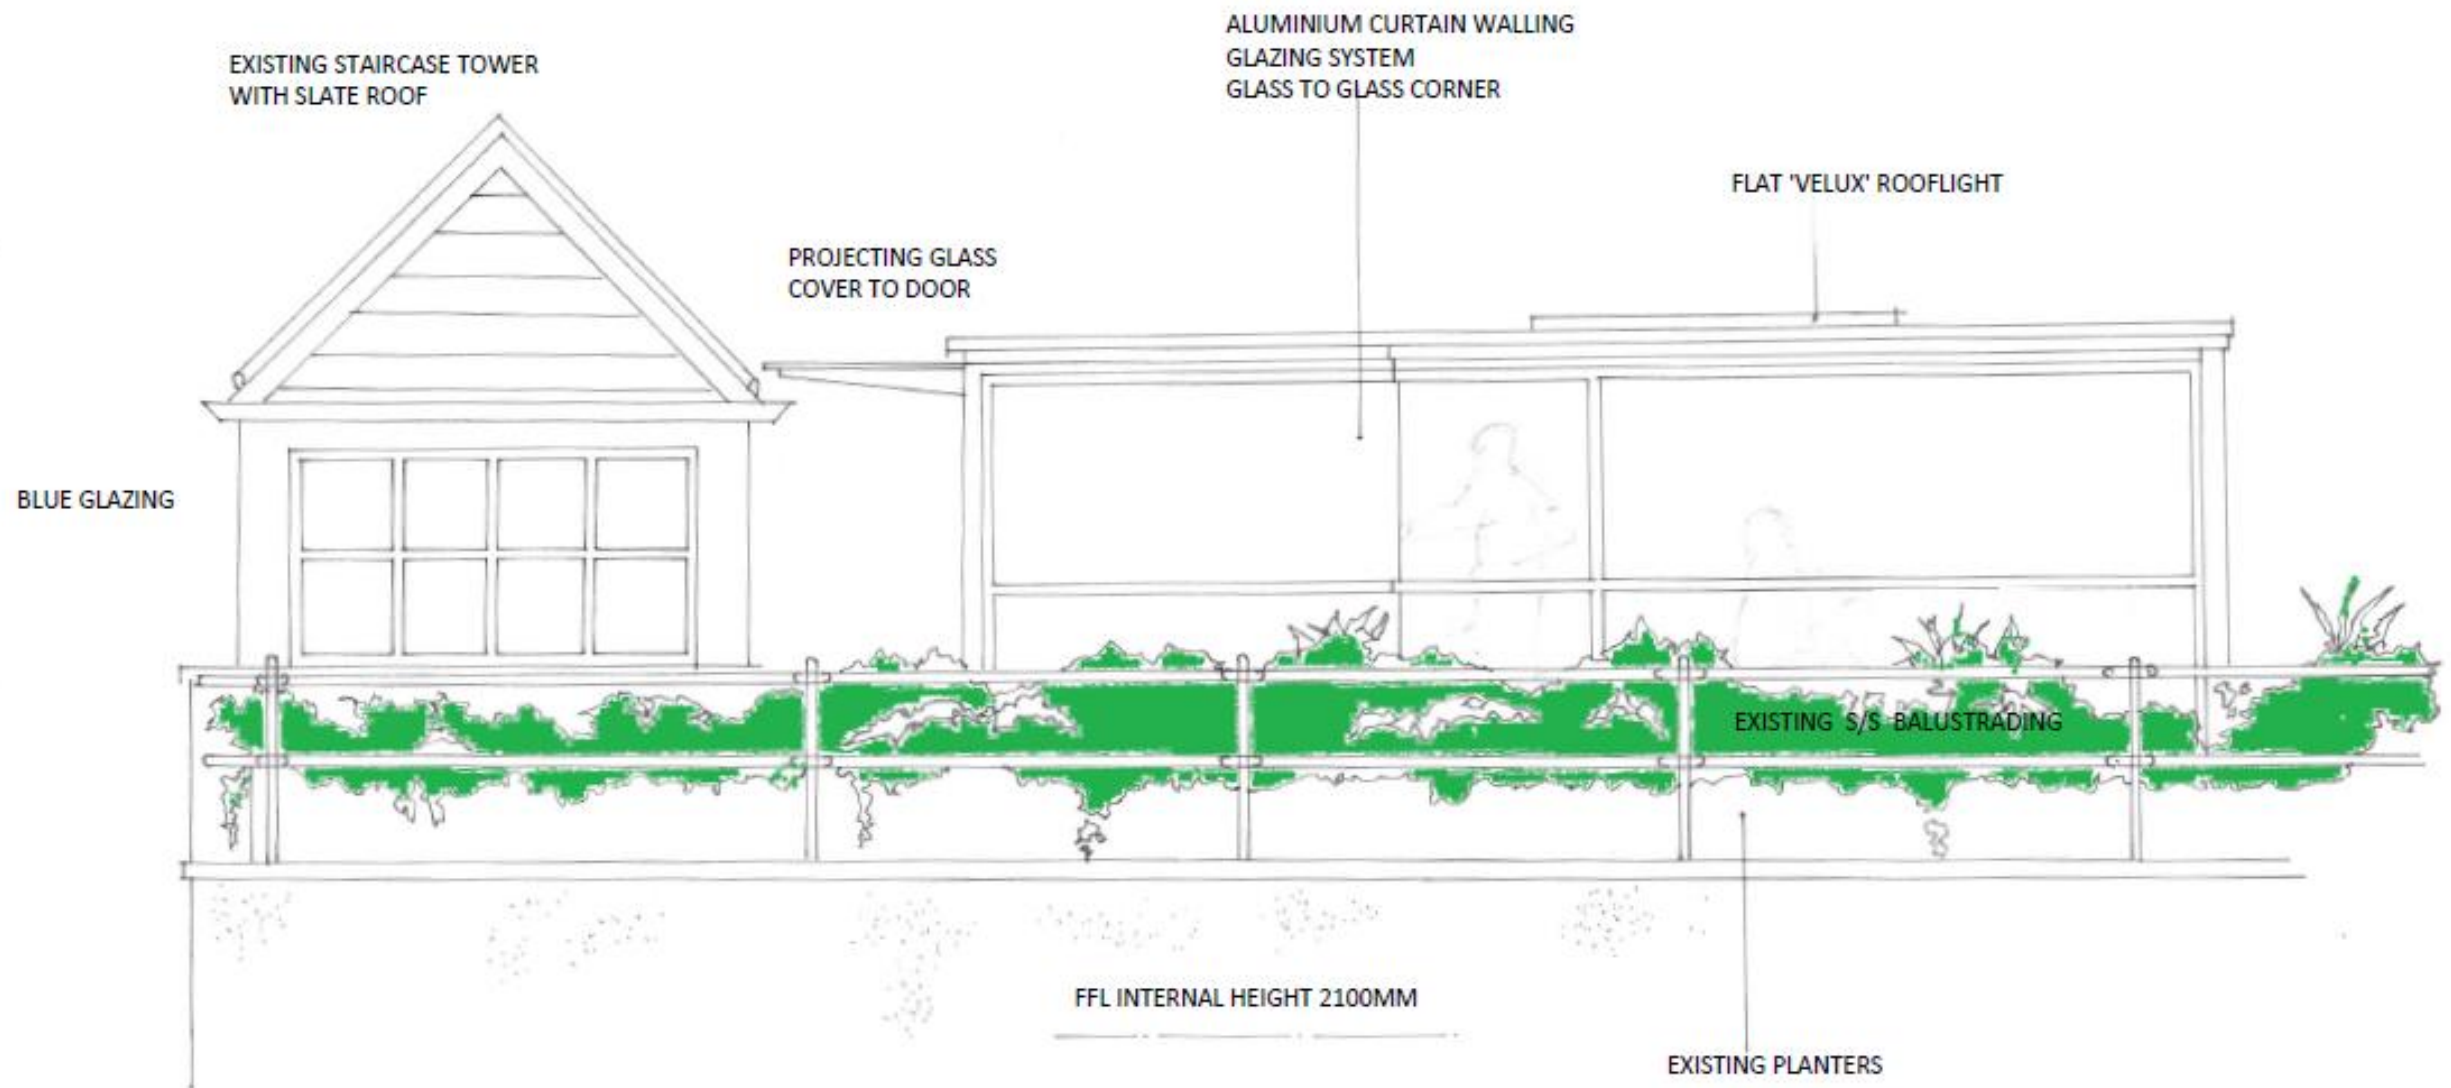 EXISTING STAIRCASE TOWER
WITH SLATE ROOF
ALUMINIUM CURTAIN WALLING
GLAZING SYSTEM
GLASS TO GLASS CORNER
FLAT 'VELUX' ROOFLIGHT
PROJECTING GLASS
COVER TO DOOR
BLUE GLAZING
EXISTING S/S BALUSTRADING
FFL INTERNAL HEIGHT 2100MM
EXISTING PLANTERS